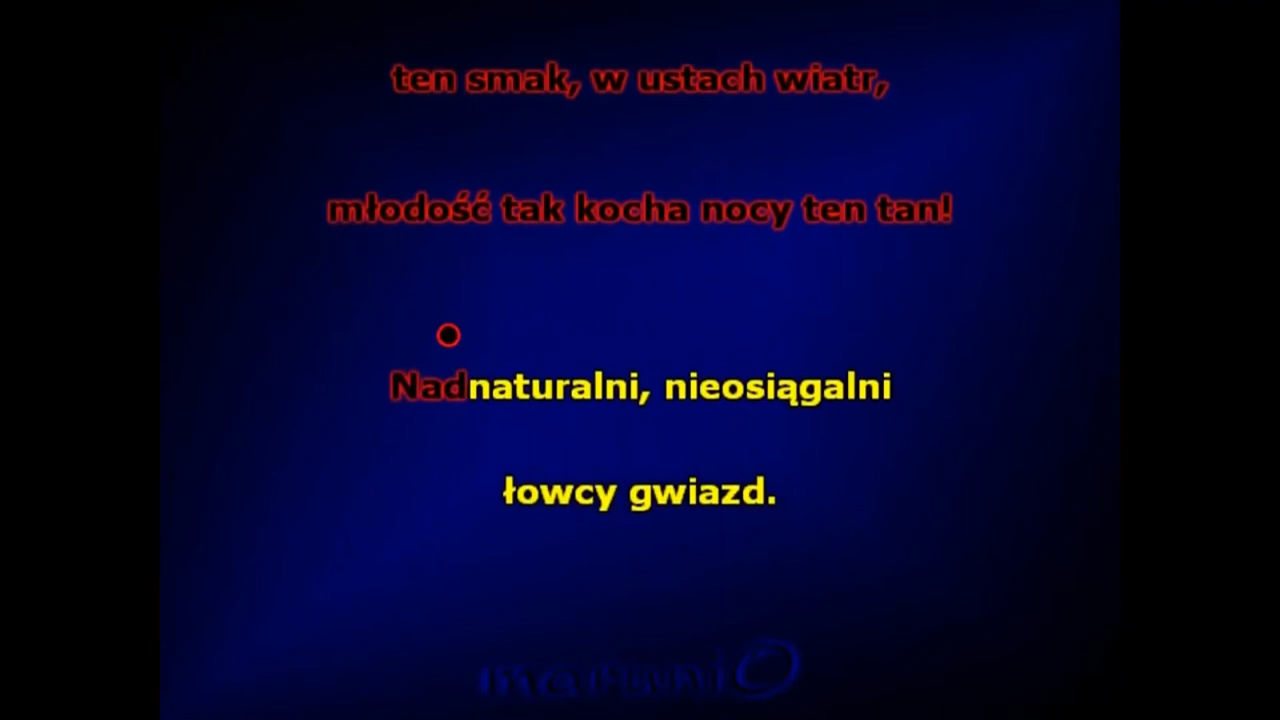 ten smak, w ustach wiatr,
młodość tak kocha nocy ten tan!
Nadnaturalni, nieosiągalni
łowcy gwiazd.